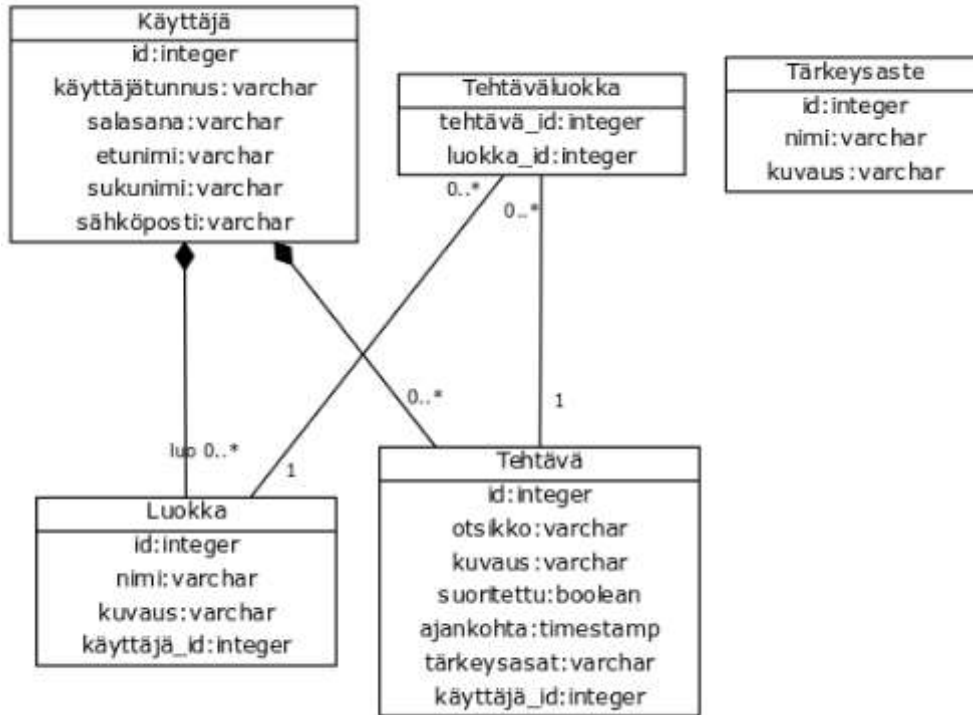 Käyttäjä
id:integer
käyttäjätunnus:varchar
salasana:varchar
etunimi:varchar
sukunimi:varchar
sähköposti:varchar
Tehtäväluokka
tehtävä_id:integer
luokka_id:integer
Tärkeysaste
id:integer
nimi:varchar
kuvaus:varchar
0..*
0..*
0..*
1
luo 0..*
1
Luokka
id:integer
nimi:varchar
kuvaus:varchar
käyttäjä_id:integer
Tehtävä
id:integer
otsikko:varchar
kuvaus:varchar
suoritettu:boolean
ajankohta:timestamp
tärkeysasat:varchar
käyttäjä_id:integer